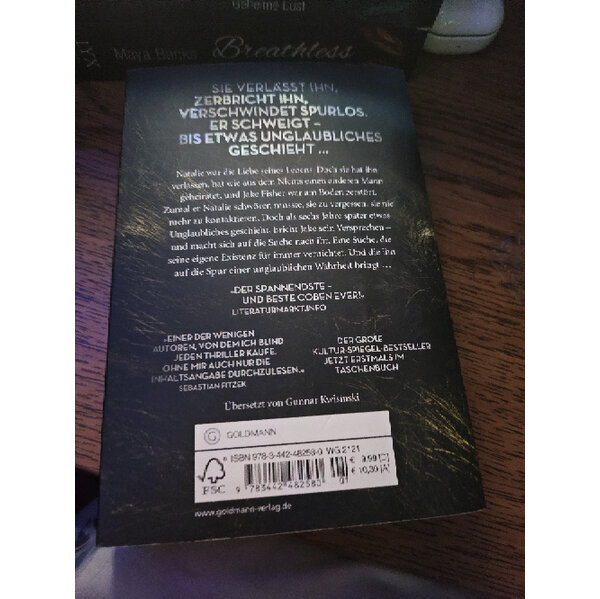 Geheime Lust
Maya Banks Breathless
SIE VERLÄSST IHN,
ZERBRICHT IHN,
VERSCHWINDET SPURLOS.
ER SCHWEIGT –
BIS ETWAS UNGLAUBLICHES
GESCHIEHT ...
Natalie war die Liebe seines Lebens. Doch sie hat ihn
verlassen, hat wie aus dem Nichts einen anderen Mann
geheiratet, und Jake Fisher war am Boden zerstört.
Zumal er Natalie schwören musste, sie zu vergessen, sie nie
mehr zu kontaktieren. Doch als sechs Jahre später etwas
Unglaubliches geschieht, bricht Jake sein Versprechen –
und macht sich auf die Suche nach ihr. Eine Suche, die
seine eigene Existenz für immer vernichtet. Und die ihn
auf die Spur einer unglaublichen Wahrheit bringt ...
»DER SPANNENDSTE –
UND BESTE COBEN EVER!«
LITERATURMARKT.INFO
»EINER DER WENIGEN
AUTOREN, VON DEM ICH BLIND
JEDEN THRILLER KAUFE,
OHNE MIR AUCH NUR DIE
INHALTSANGABE DURCHZULESEN.«
SEBASTIAN FITZEK
DER GROSSE
KULTUR-SPIEGEL-BESTSELLER
JETZT ERSTMALS IM
TASCHENBUCH
Übersetzt von Gunnar Kwisinski
G GOLDMANN
ISBN 978-3-442-48258-0 WG 2121
€ 9,99 [D]
€ 10,30 [A]
FSC
9 783442 482580
www.goldmann-verlag.de